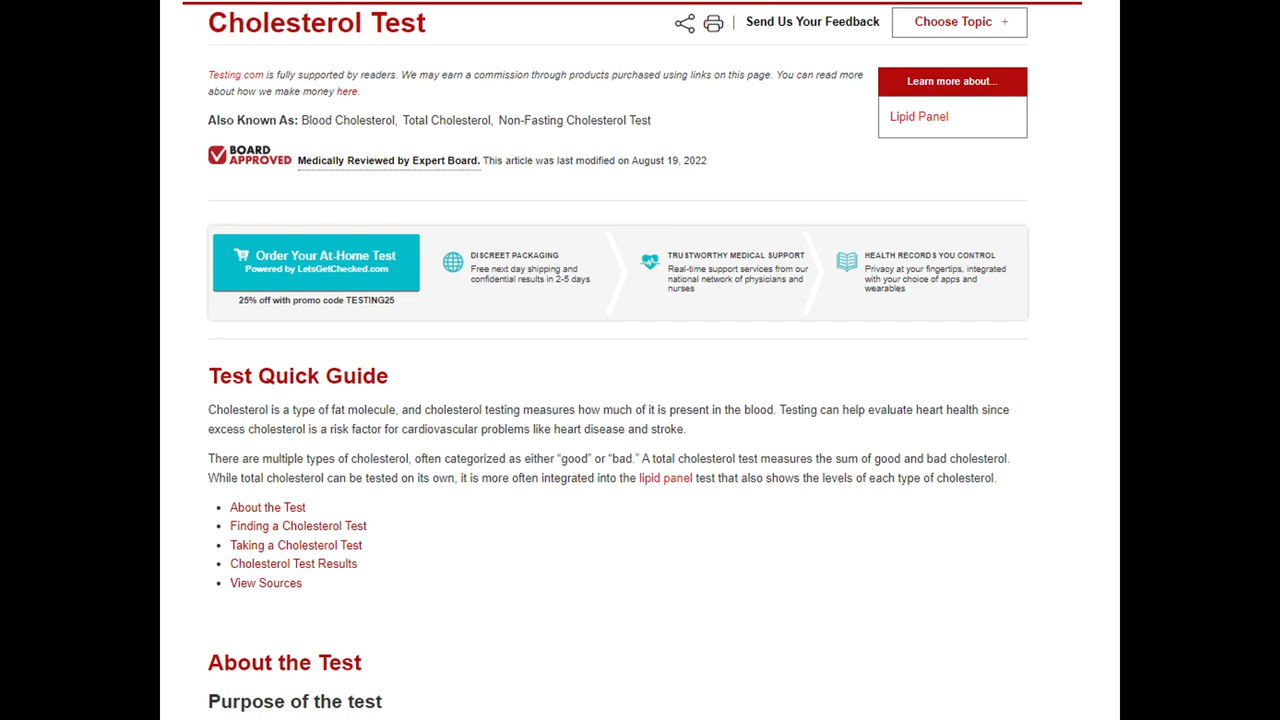 Cholesterol Test
Send Us Your Feedback
Choose Topic +
Testing.com is fully supported by readers. We may earn a commission through products purchased using links on this page. You can read more
about how we make money here.
Learn more about...
Lipid Panel
Also Known As: Blood Cholesterol, Total Cholesterol, Non-Fasting Cholesterol Test
BOARD
APPROVED
Medically Reviewed by Expert Board. This article was last modified on August 19, 2022
Order Your At-Home Test
Powered by LetsGetChecked.com
25% off with promo code TESTING25
DISCREET PACKAGING
Free next day shipping and
confidential results in 2-5 days
TRUSTWORTHY MEDICAL SUPPORT
Real-time support services from our
national network of physicians and
nurses
HEALTH RECORDS YOU CONTROL
Privacy at your fingertips, integrated
with your choice of apps and
wearables
Test Quick Guide
Cholesterol is a type of fat molecule, and cholesterol testing measures how much of it is present in the blood. Testing can help evaluate heart health since
excess cholesterol is a risk factor for cardiovascular problems like heart disease and stroke.
There are multiple types of cholesterol, often categorized as either “good” or “bad.” A total cholesterol test measures the sum of good and bad cholesterol.
While total cholesterol can be tested on its own, it is more often integrated into the lipid panel test that also shows the levels of each type of cholesterol.
• About the Test
• Finding a Cholesterol Test
• Taking a Cholesterol Test
• Cholesterol Test Results
• View Sources
About the Test
Purpose of the test